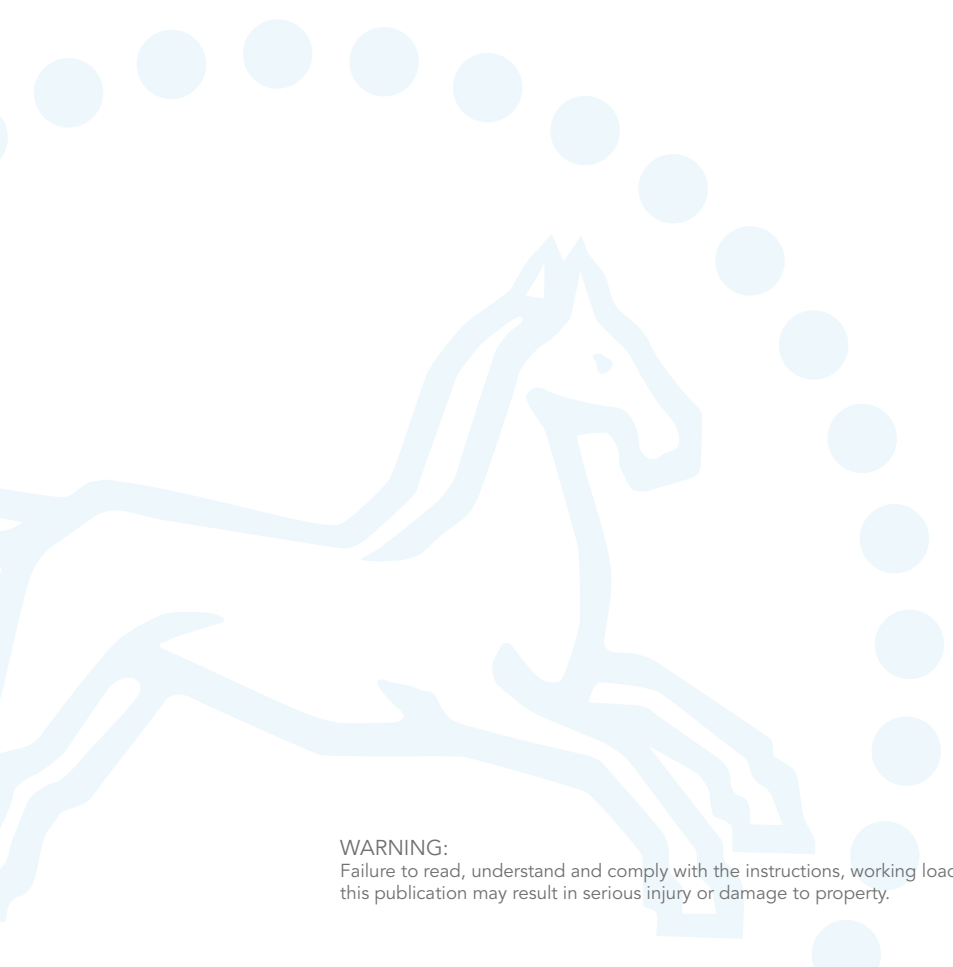 WARNING:
Failure to read, understand and comply with the instructions, working
this publication may result in serious injury or damage to property.